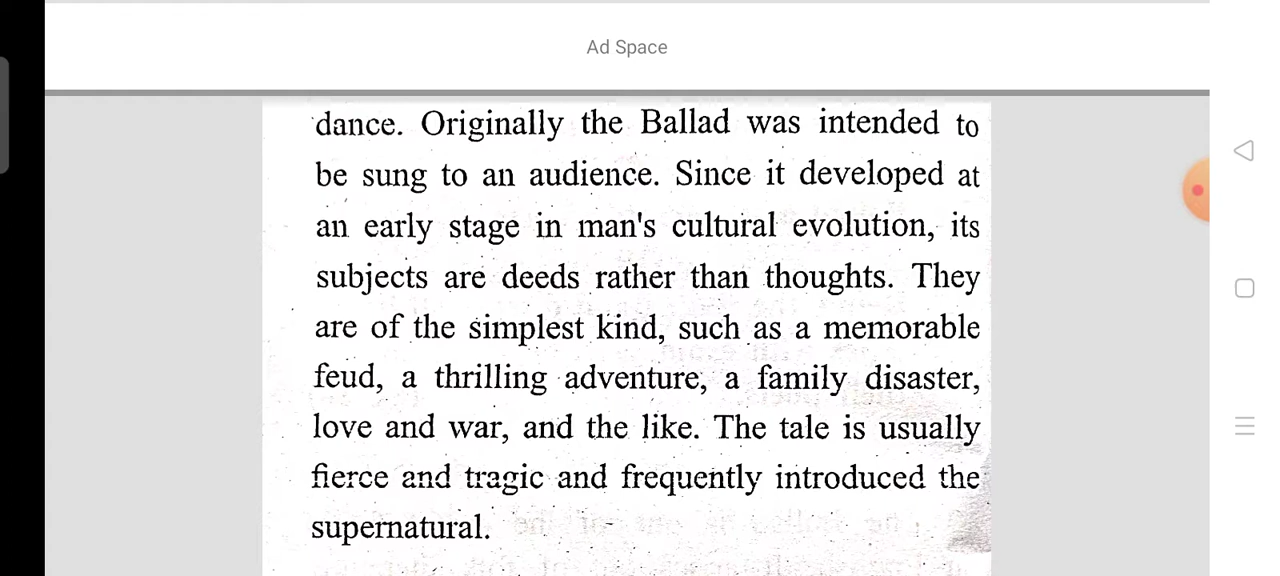 Ad Space
dance. Originally the Ballad was intended to
be sung to an audience. Since it developed at
an early stage in man's cultural evolution, its
subjects are deeds rather than thoughts. They
are of the simplest kind, such as a memorable
feud, a thrilling adventure, a family disaster,
love and war, and the like. The tale is usually
fierce and tragic and frequently introduced the
supernatural.